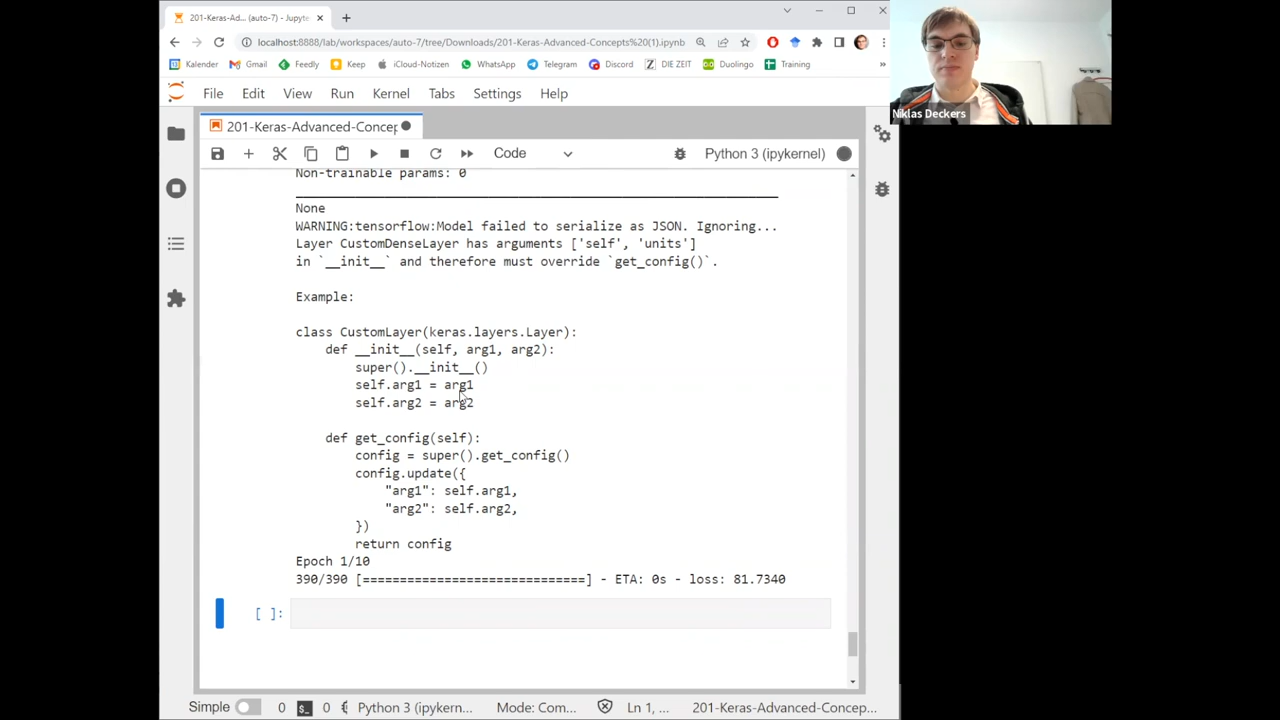 201-Keras-Ad... (auto-7) - Jupyte
localhost:8888/lab/workspaces/auto-7/tree/Downloads/201-Keras-Advanced-Concepts%20(1).ipynb
Kalender Gmail Feedly Keep iCloud-Notizen WhatsApp Telegram Discord DIE ZEIT Duolingo Training »
Niklas Deckers
File Edit View Run Kernel Tabs Settings Help
201-Keras-Advanced-Concep
Code Python 3 (ipykernel)
Non-trainable params: 0
None
WARNING:tensorflow:Model failed to serialize as JSON. Ignoring...
Layer CustomDenseLayer has arguments ['self', 'units']
in `__init__` and therefore must override `get_config()`.
Example:
class CustomLayer(keras.layers.Layer):
def __init__(self, arg1, arg2):
super().__init__()
self.arg1 = arg1
self.arg2 = arg2
def get_config(self):
config = super().get_config()
config.update({
"arg1": self.arg1,
"arg2": self.arg2,
})
return config
Epoch 1/10
390/390 [==============================] - ETA: 0s - loss: 81.7340
[ ]:
Simple 0 $_ 0 Python 3 (ipykern... Mode: Com... Ln 1, ... 201-Keras-Advanced-Concep...